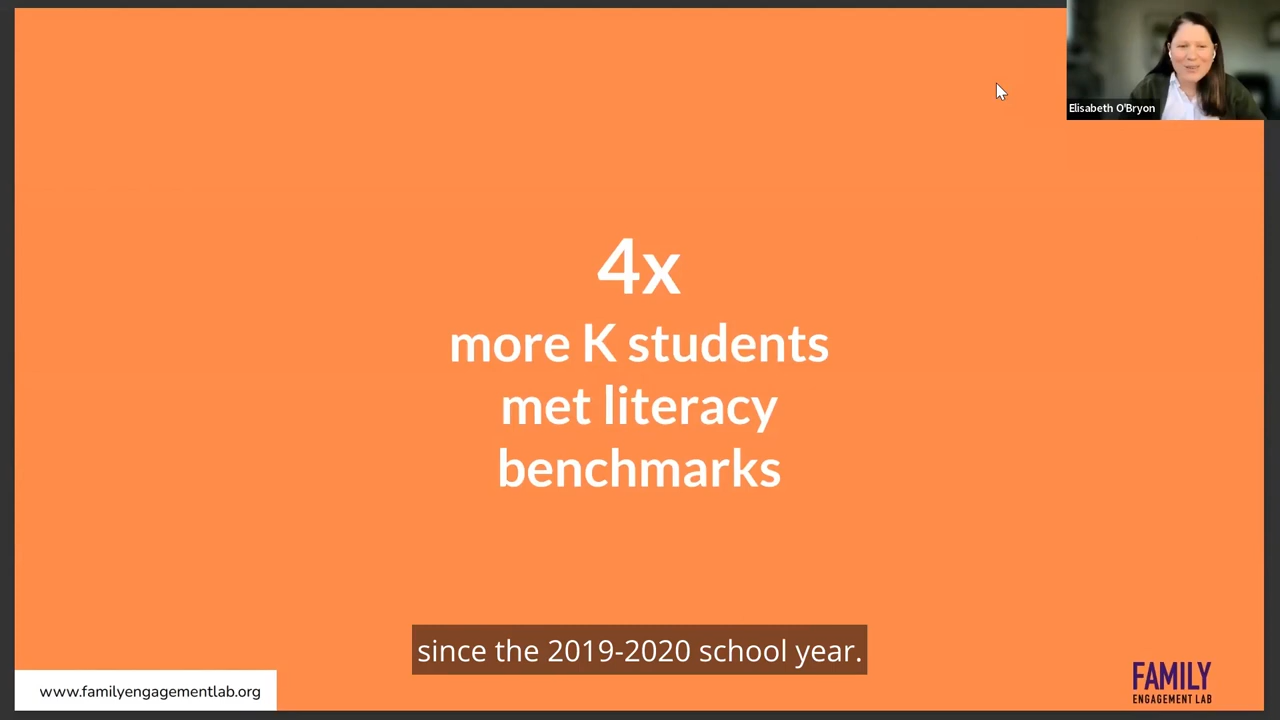 Elisabeth O'Bryon
4x
more K students
met literacy
benchmarks
since the 2019-2020 school year.
www.familyengagementlab.org
FAMILY
ENGAGEMENT LAB